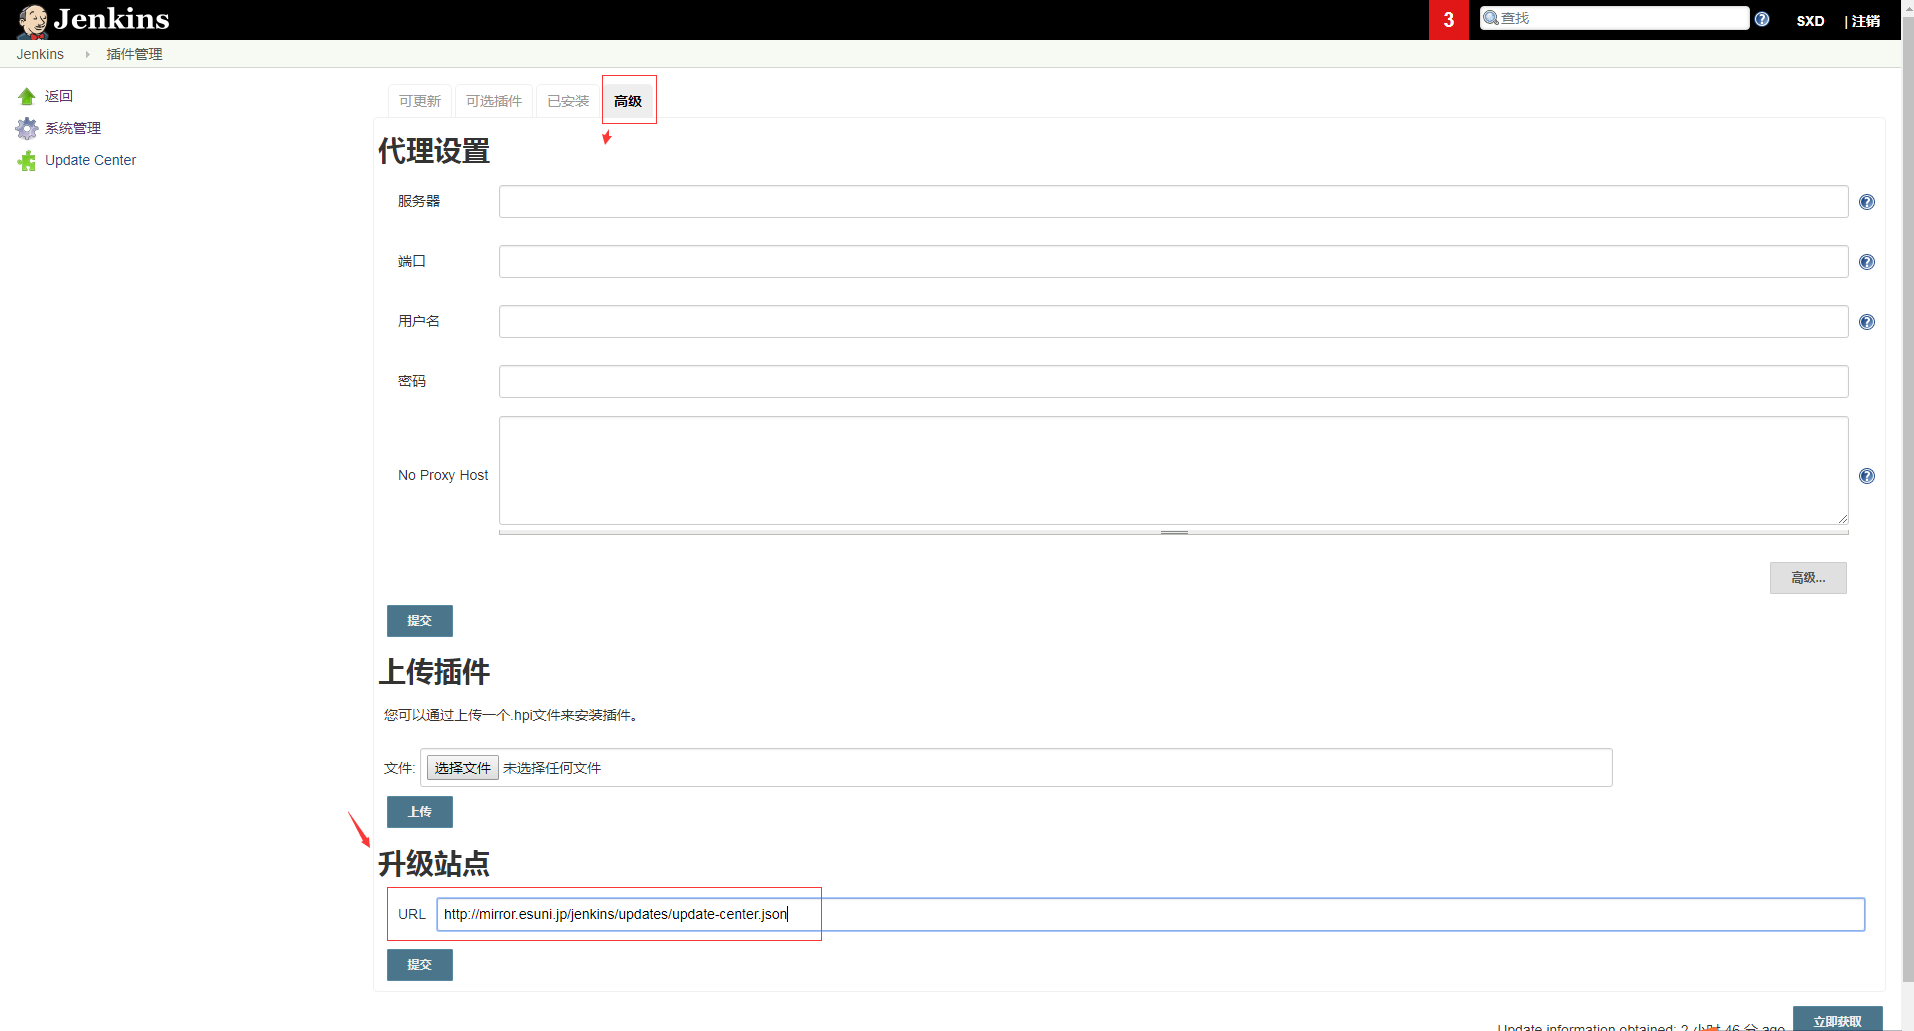 Jenkins
3
查找
SXD
| 注销
Jenkins
插件管理
返回
系统管理
Update Center
可更新
可选插件
已安装
高级
代理设置
服务器
端口
用户名
密码
No Proxy Host
高级...
提交
上传插件
您可以通过上传一个.hpi文件来安装插件。
文件: 选择文件 未选择任何文件
上传
升级站点
URL http://mirror.esuni.jp/jenkins/updates/update-center.json
提交
Update information obtained: 2 小时 46 分 ago
立即获取